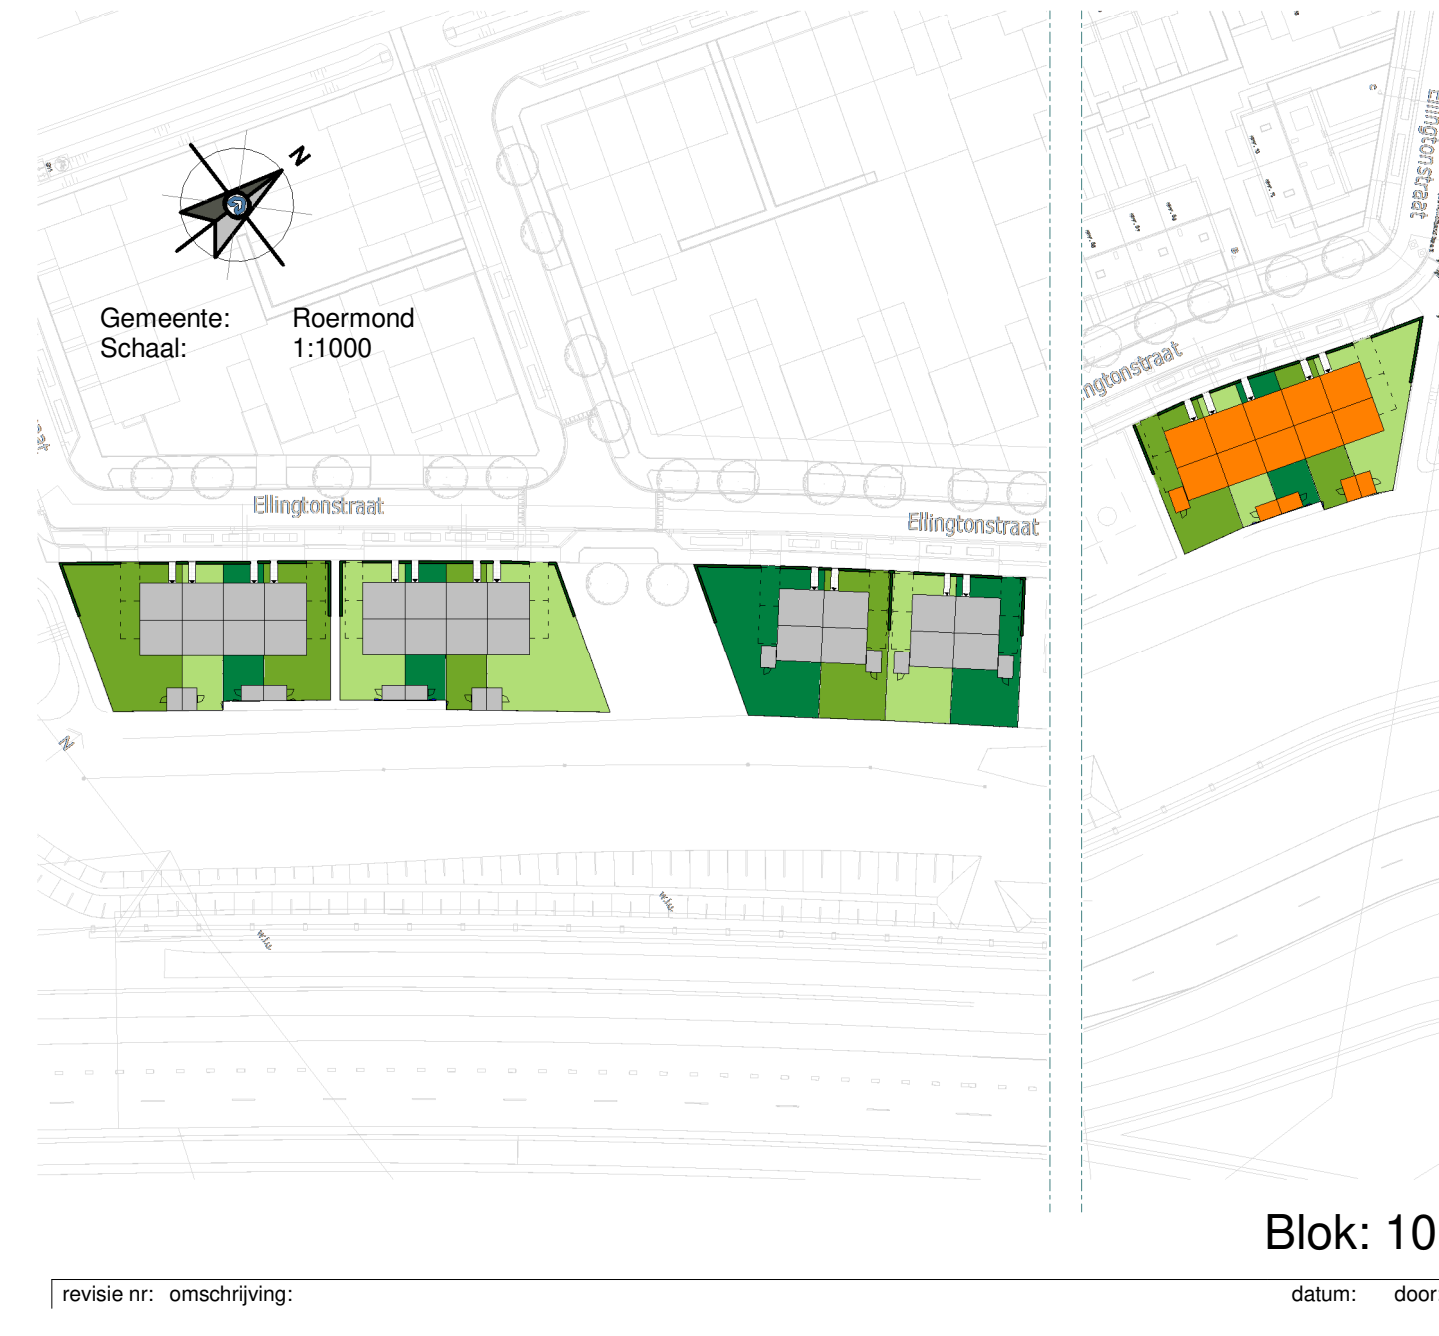 N
Gemeente: Roermond
Schaal: 1:1000
Ellingtonstraat
Ellingtonstraat
ngtonstraat
Ellingtonstraat
N
Blok: 10
revisie nr: omschrijving: datum: door: